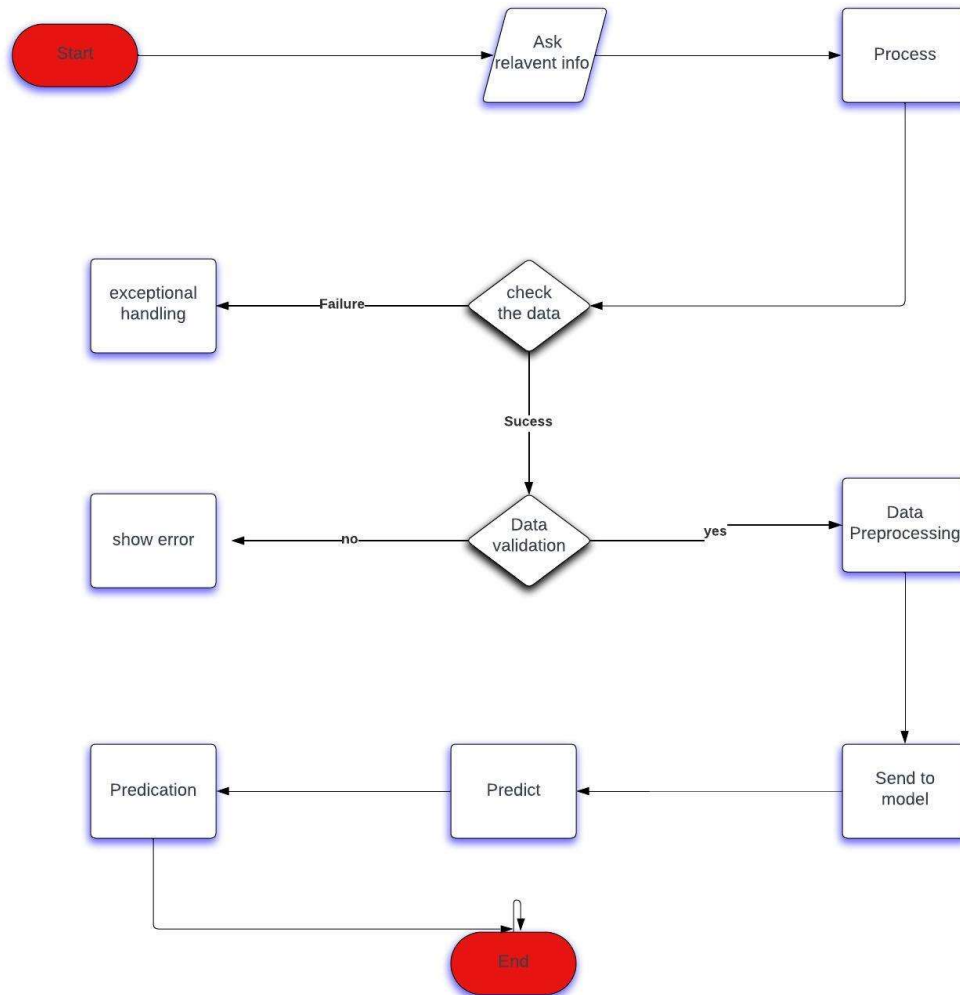 Start
Ask
relavent info
Process
exceptional
handling
Failure
check
the data
Sucess
show error
no
Data
validation
yes
Data
Preprocessing
Predication
Predict
Send to
model
End